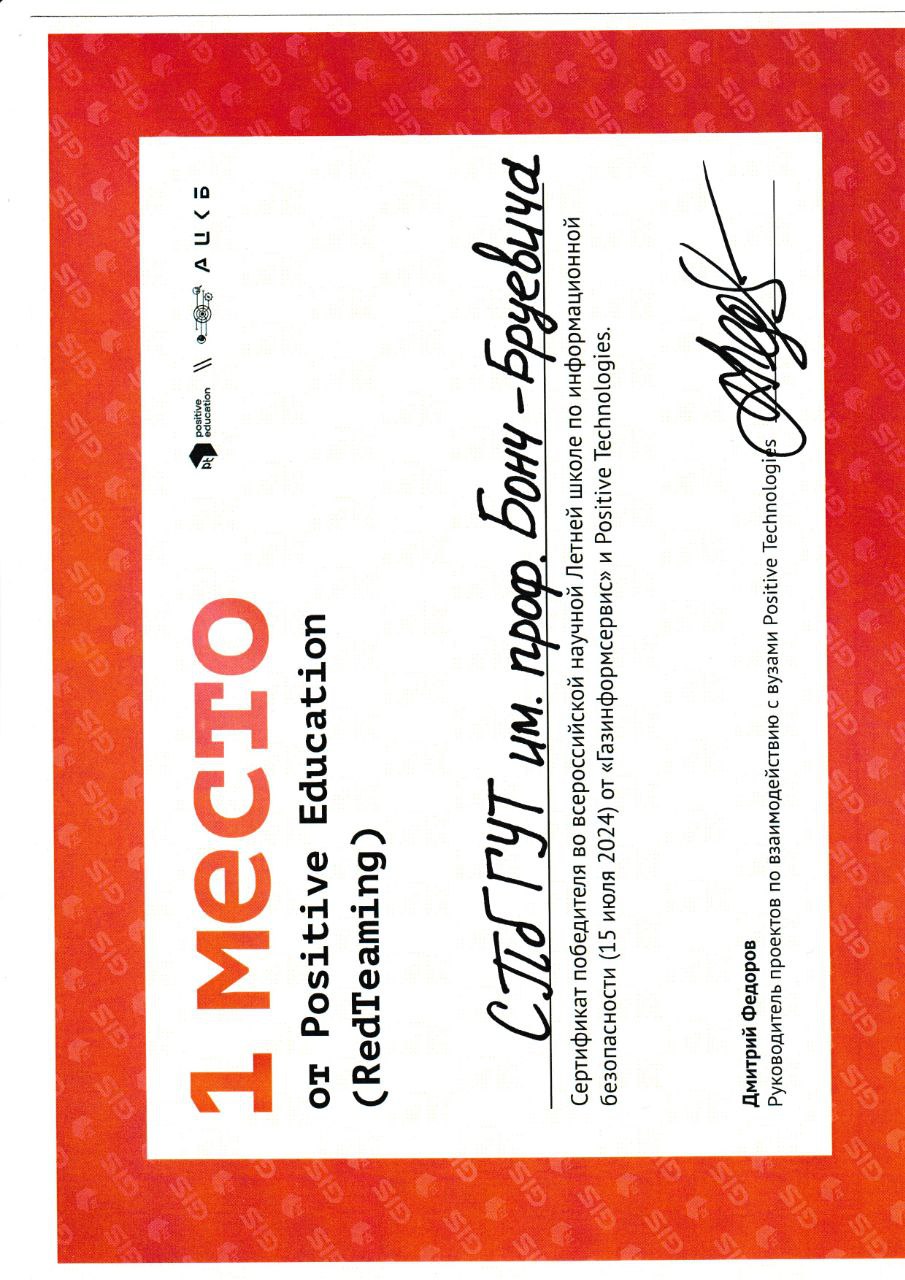 1 место
positive education \\ АЦКБ
от Positive Education
(RedTeaming)
СПбГУТ им. проф. Бонч-Бруевича
Сертификат победителя во всероссийской научной Летней школе по информационной
безопасности (15 июля 2024) от «Газинформсервис» и Positive Technologies.
Дмитрий Федоров
Руководитель проектов по взаимодействию с вузами Positive Technologies